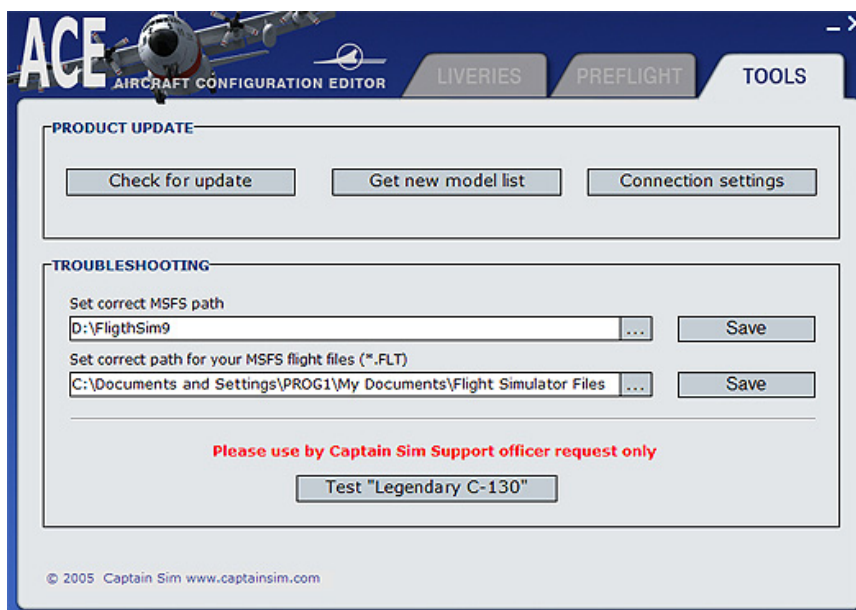 ACE
AIRCRAFT CONFIGURATION EDITOR
LIVERIES
PREFLIGHT
TOOLS
PRODUCT UPDATE
Check for update
Get new model list
Connection settings
TROUBLESHOOTING
Set correct MSFS path
D:\FligthSim9
...
Save
Set correct path for your MSFS flight files (*.FLT)
C:\Documents and Settings\PROG1\My Documents\Flight Simulator Files
...
Save
Please use by Captain Sim Support officer request only
Test "Legendary C-130"
© 2005 Captain Sim www.captainsim.com